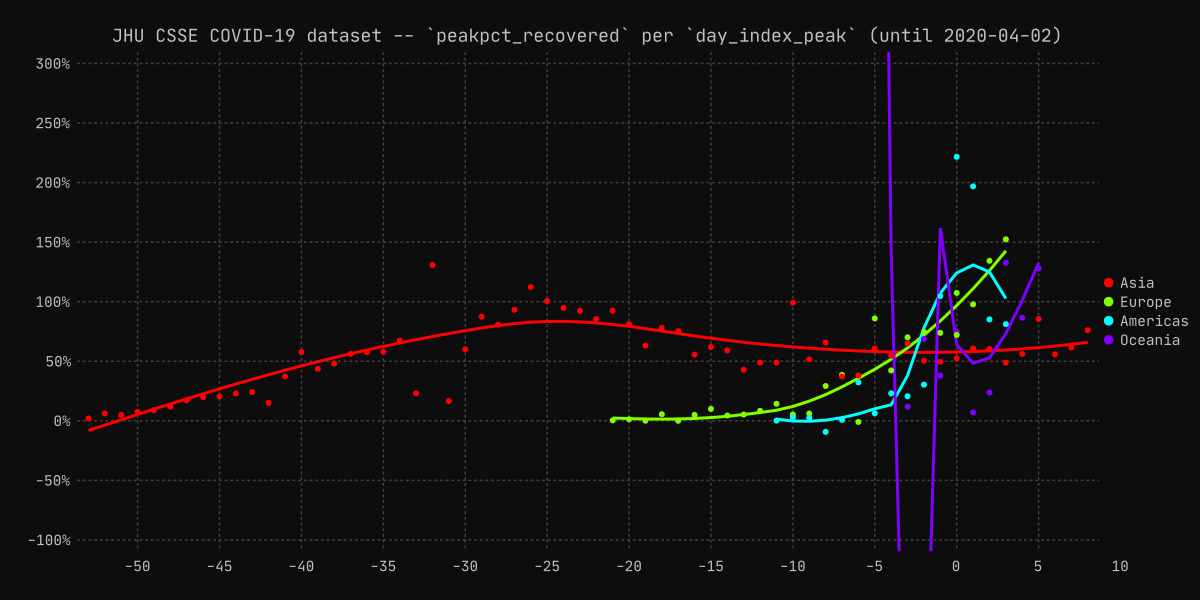 JHU CSSE COVID-19 dataset -- `peakpct_recovered` per `day_index_peak` (until 2020-04-02)
300%
250%
200%
150%
100%
50%
0%
-50%
-100%
-50 -45 -40 -35 -30 -25 -20 -15 -10 -5 0 5 10
Asia
Europe
Americas
Oceania